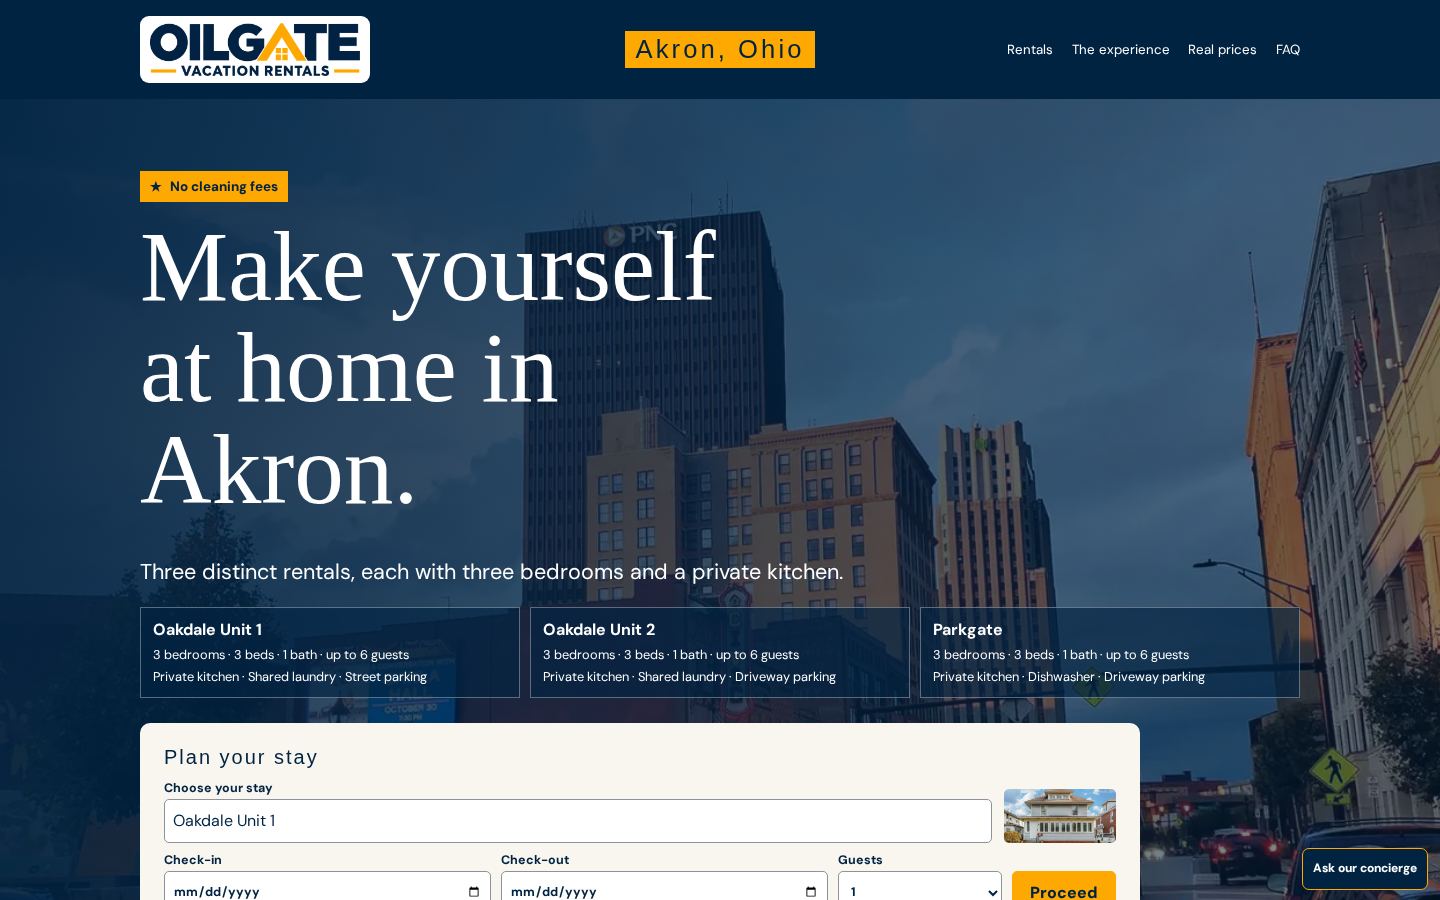 OILGATE
VACATION RENTALS
Akron, Ohio
Rentals The experience Real prices FAQ
★ No cleaning fees
PNC
Make yourself
at home in
Akron.
Three distinct rentals, each with three bedrooms and a private kitchen.
Oakdale Unit 1
3 bedrooms · 3 beds · 1 bath · up to 6 guests
Private kitchen · Shared laundry · Street parking
Oakdale Unit 2
3 bedrooms · 3 beds · 1 bath · up to 6 guests
Private kitchen · Shared laundry · Driveway parking
Parkgate
3 bedrooms · 3 beds · 1 bath · up to 6 guests
Private kitchen · Dishwasher · Driveway parking
OCTOBER 30
Plan your stay
Choose your stay
Oakdale Unit 1
Check-in
mm/dd/yyyy
Check-out
mm/dd/yyyy
Guests
1
Proceed
Ask our concierge